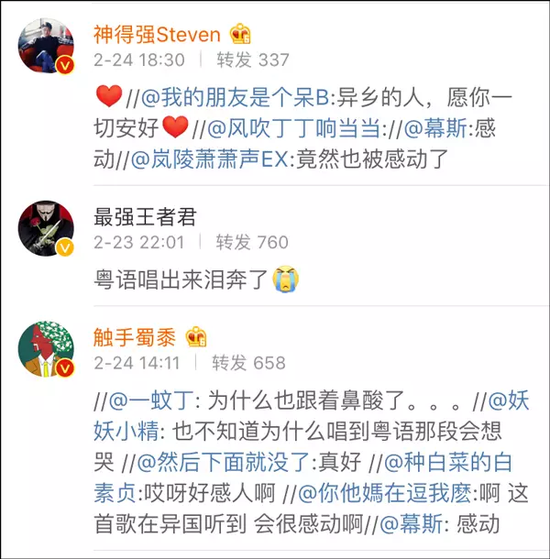 神得强Steven
2-24 18:30 转发 337
//@我的朋友是个呆B:异乡的人，愿你一
切安好//@风吹丁丁响当当://@幕斯:感
动//@岚陵萧萧声EX:竟然也被感动了
最强王者君
2-23 22:01 转发 760
粤语唱出来泪奔了
触手蜀黍
2-24 14:11 转发 658
//@一蚊丁: 为什么也跟着鼻酸了。。。//@妖
妖小精: 也不知道为什么唱到粤语那段会想
哭 //@然后下面就没了:真好 //@种白菜的白
素贞:哎呀好感人啊 //@你他媽在逗我麽:啊 这
首歌在异国听到 会很感动啊//@幕斯: 感动